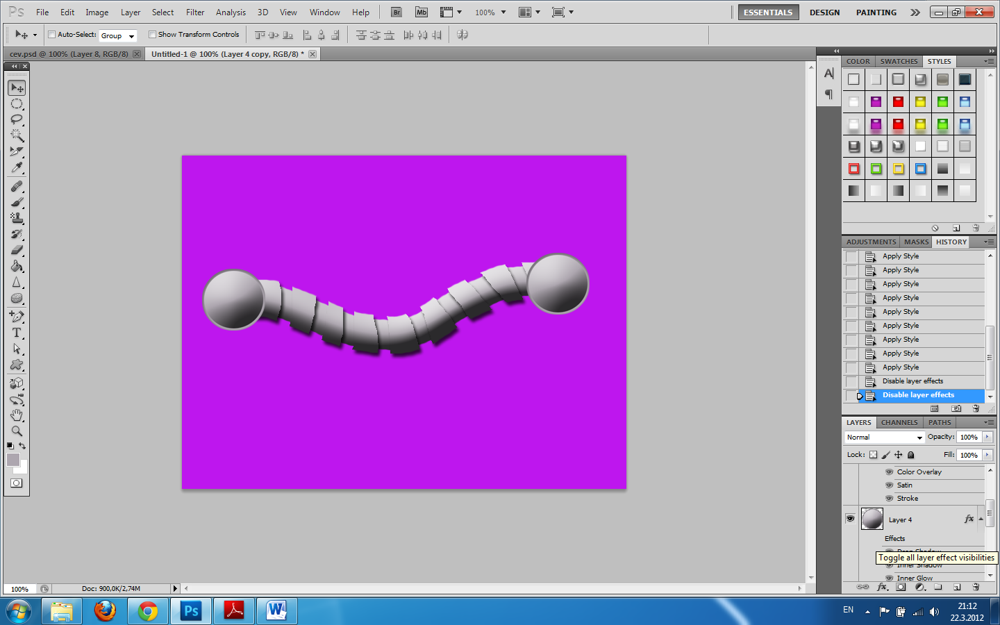 Ps File Edit Image Layer Select Filter Analysis 3D View Window Help Br Mb 100% ESSENTIALS DESIGN PAINTING
Auto-Select: Group Show Transform Controls
cev.psd @ 100% (Layer 8, RGB/8) Untitled-1 @ 100% (Layer 4 copy, RGB/8) *
COLOR SWATCHES STYLES
ADJUSTMENTS MASKS HISTORY
Apply Style
Apply Style
Apply Style
Apply Style
Apply Style
Apply Style
Apply Style
Apply Style
Apply Style
Disable layer effects
Disable layer effects
LAYERS CHANNELS PATHS
Normal Opacity: 100%
Lock: Fill: 100%
Color Overlay
Satin
Stroke
Layer 4 fx
Effects
Drop Shadow
Toggle all layer effect visibilities
Inner Shadow
Inner Glow
100% Doc: 900,0K/2,74M
EN 21:12
22.3.2012